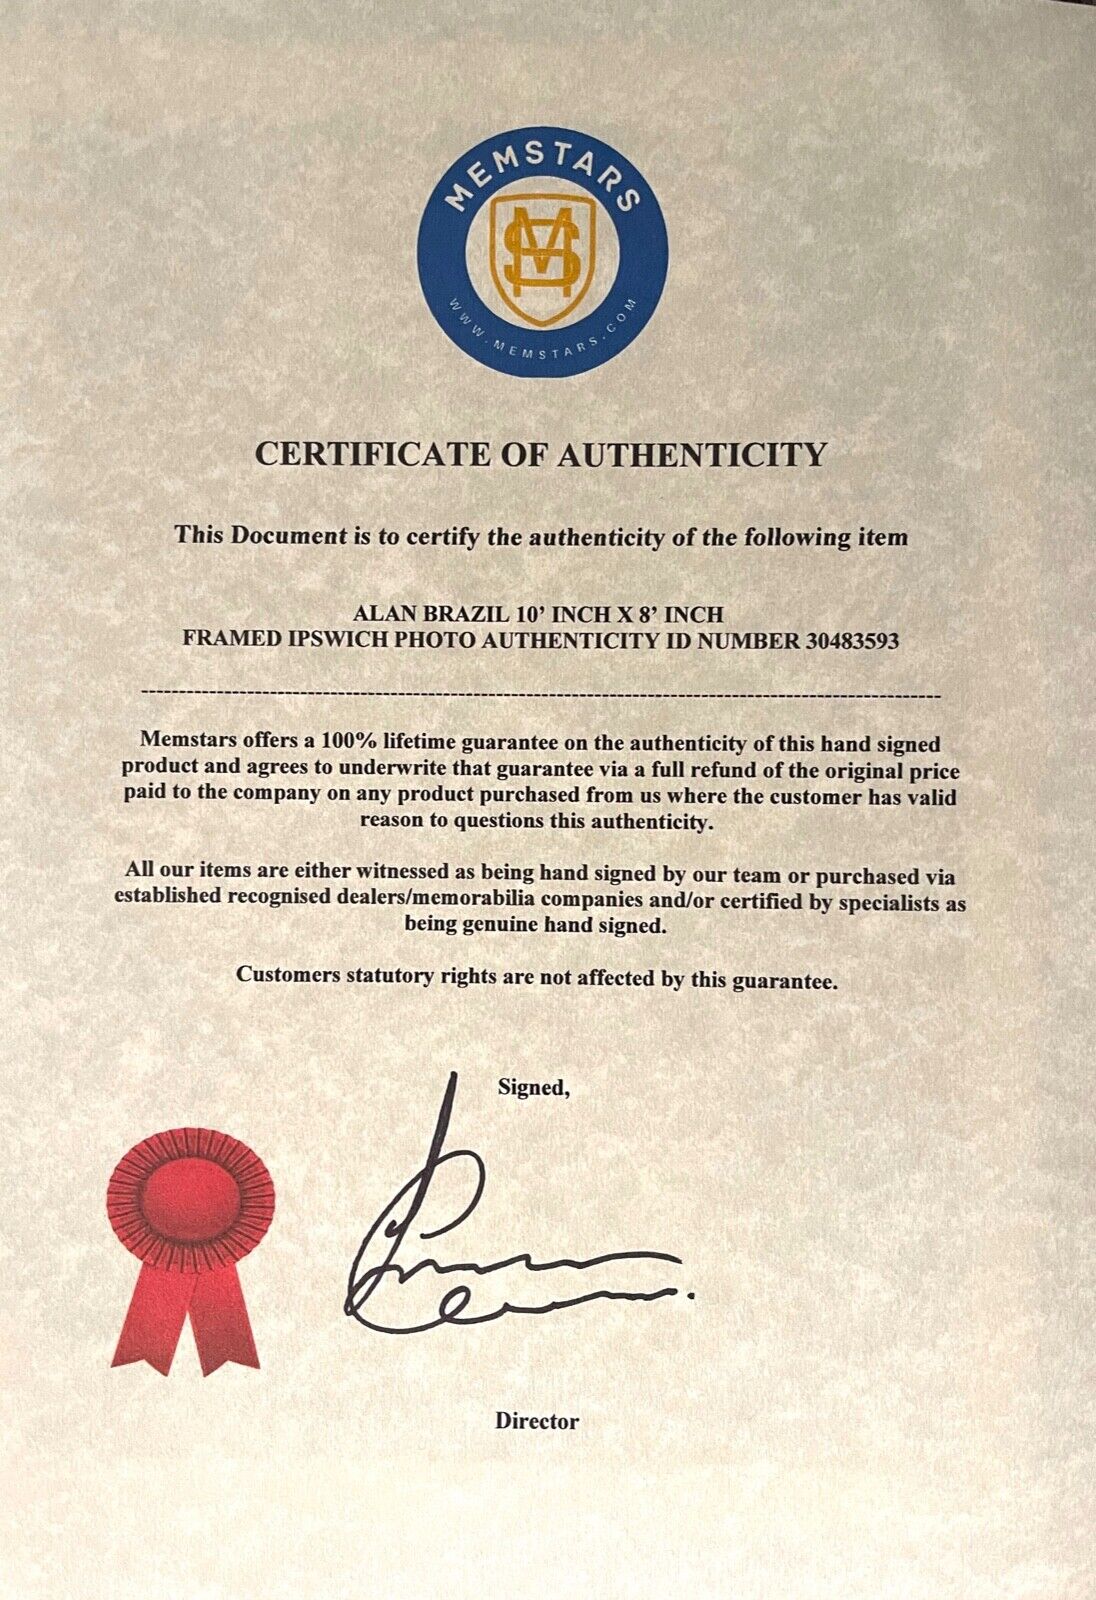 MEMSTARS
WWW.MEMSTARS.COM
CERTIFICATE OF AUTHENTICITY
This Document is to certify the authenticity of the following item
ALAN BRAZIL 10’ INCH X 8’ INCH
FRAMED IPSWICH PHOTO AUTHENTICITY ID NUMBER 30483593
Memstars offers a 100% lifetime guarantee on the authenticity of this hand signed
product and agrees to underwrite that guarantee via a full refund of the original price
paid to the company on any product purchased from us where the customer has valid
reason to questions this authenticity.
All our items are either witnessed as being hand signed by our team or purchased via
established recognised dealers/memorabilia companies and/or certified by specialists as
being genuine hand signed.
Customers statutory rights are not affected by this guarantee.
Signed,
Director